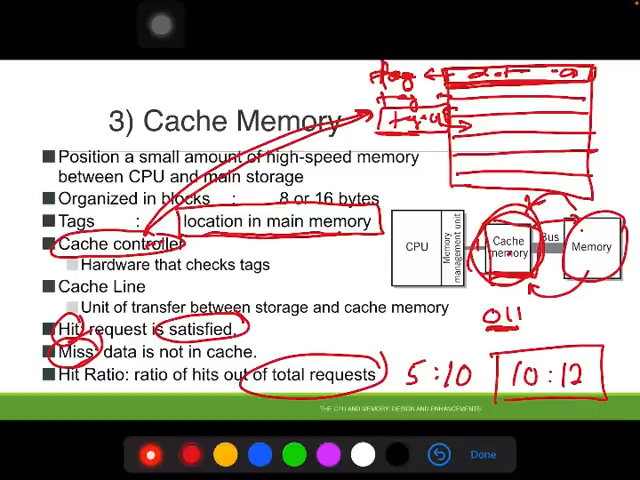 data
tag
tag
tag
3) Cache Memory
Position a small amount of high-speed memory
between CPU and main storage
Organized in blocks : 8 or 16 bytes
Tags : location in main memory
Cache controller
Hardware that checks tags
Cache Line
Unit of transfer between storage and cache memory
Hit: request is satisfied.
Miss: data is not in cache.
Hit Ratio: ratio of hits out of total requests
CPU
Memory
management unit
Cache
memory
Bus
Memory
011
5:10
10:12
THE CPU AND MEMORY: DESIGN AND ENHANCEMENTS
Done